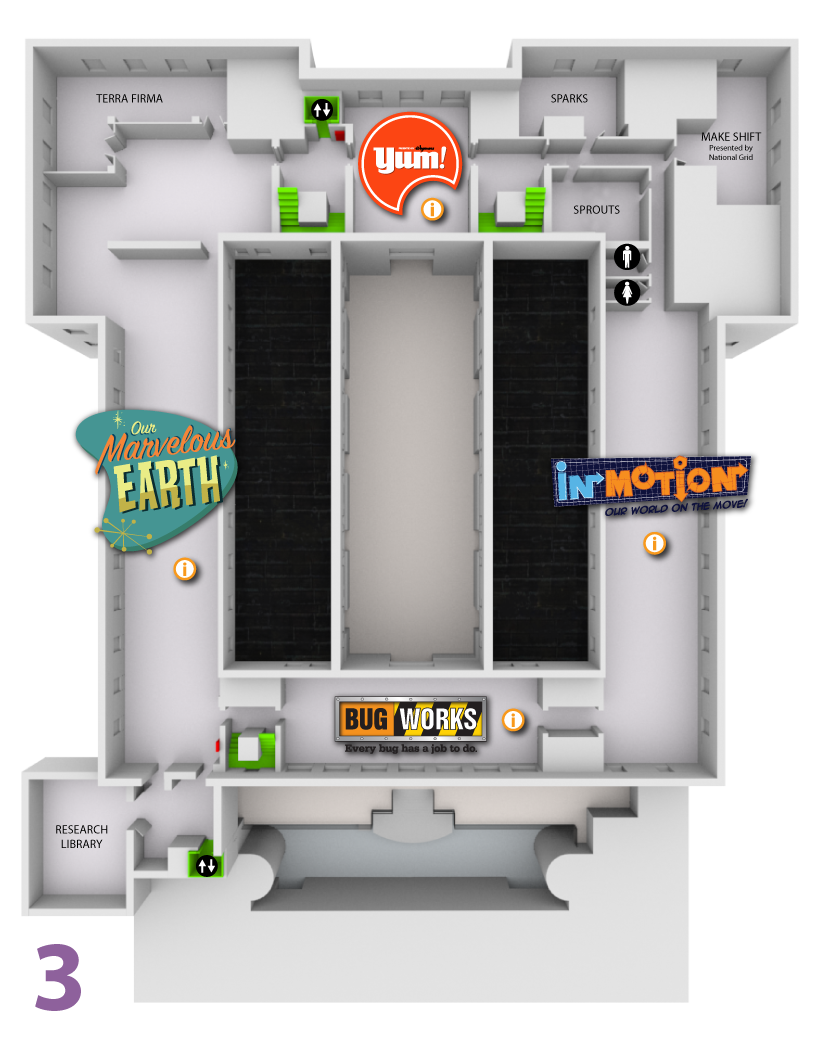 TERRA FIRMA
SPARKS
MAKE SHIFT
Presented by
National Grid
Yum!
i
SPROUTS
Our
Marvelous
EARTH
i
IN MOTION
OUR WORLD ON THE MOVE!
i
BUG WORKS
Every bug has a job to do.
i
RESEARCH
LIBRARY
3